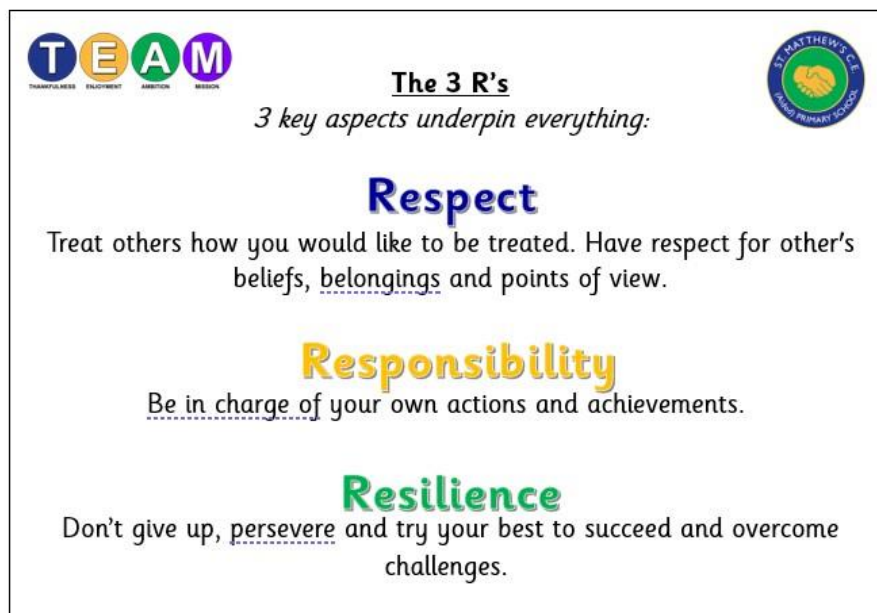 TEAM
THANKFULNESS ENJOYMENT AMBITION MISSION
ST. MATTHEW'S C.E.
(Aided) PRIMARY SCHOOL
The 3 R's
3 key aspects underpin everything:
Respect
Treat others how you would like to be treated. Have respect for other's
beliefs, belongings and points of view.
Responsibility
Be in charge of your own actions and achievements.
Resilience
Don't give up, persevere and try your best to succeed and overcome
challenges.